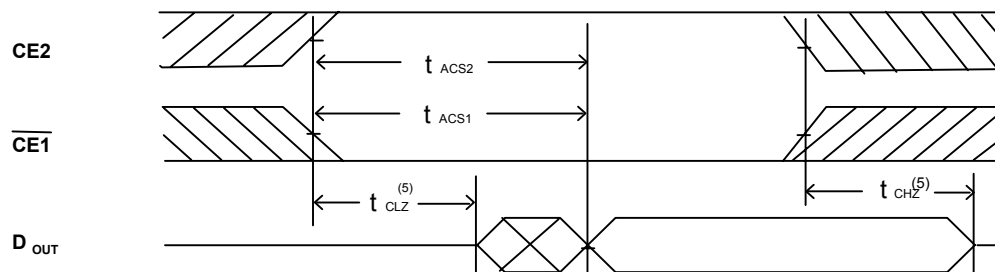 CE2
t ACS2
t ACS1
CE1
t CLZ (5)
t CHZ (5)
D OUT